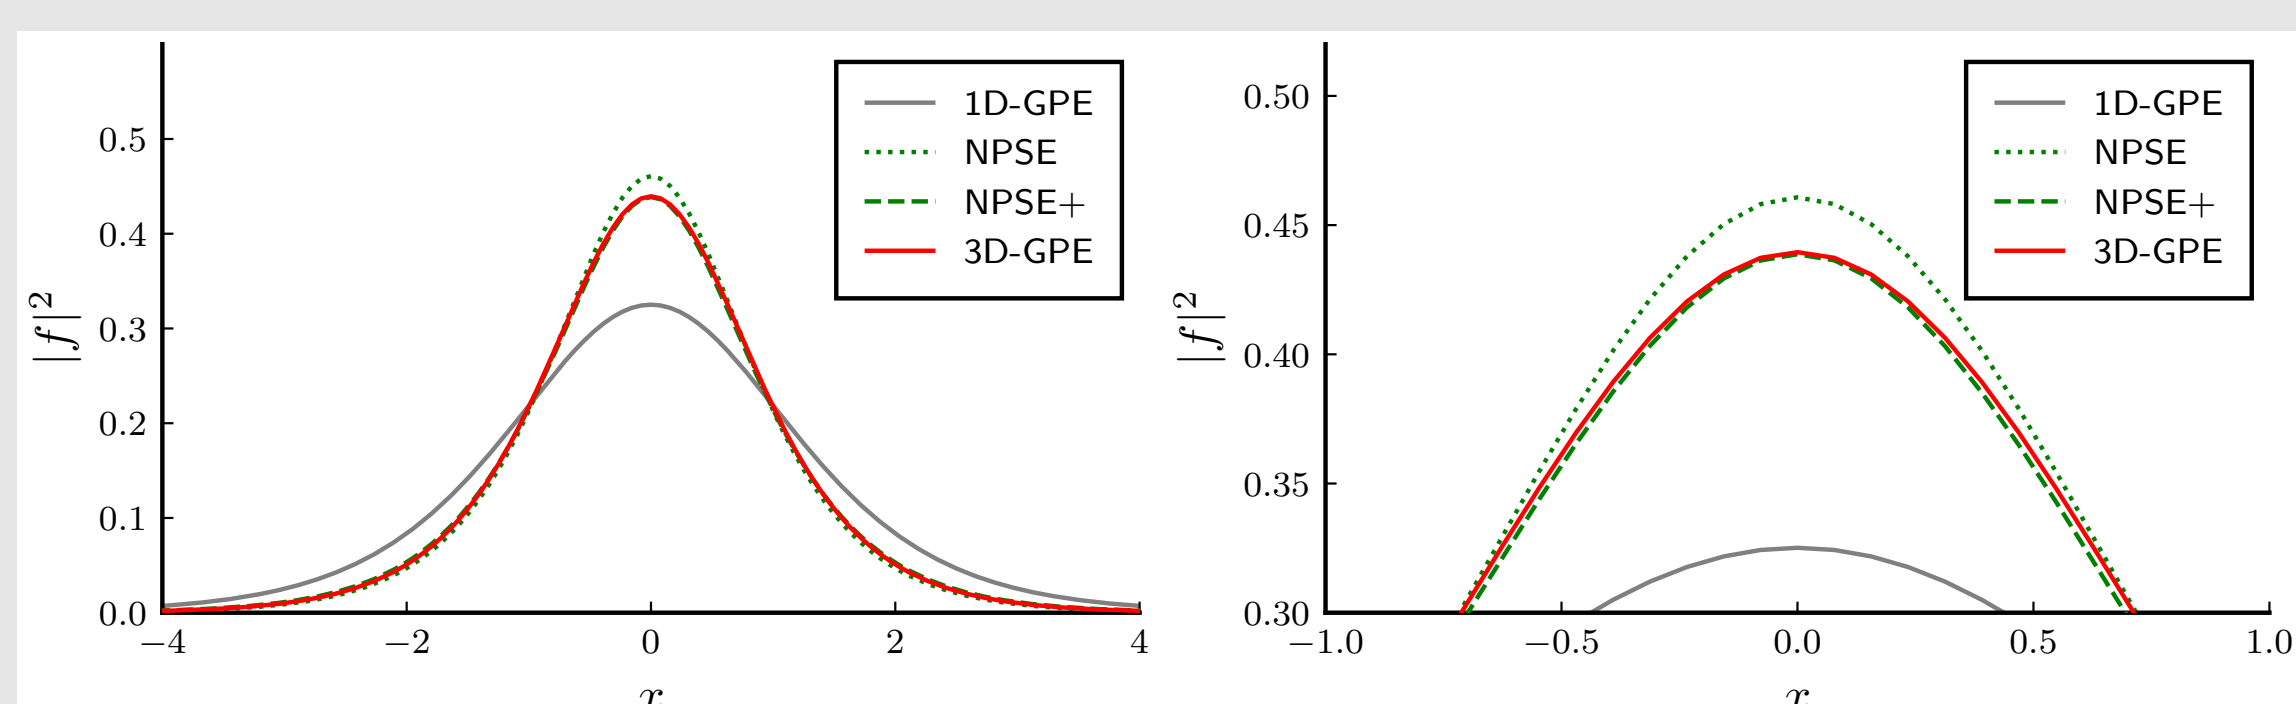 0.5
0.4
0.3
0.2
0.1
0.0
|f|²
−4 −2 0 2 4
x
1D-GPE
NPSE
NPSE+
3D-GPE
0.50
0.45
0.40
0.35
0.30
|f|²
−1.0 −0.5 0.0 0.5 1.0
x
1D-GPE
NPSE
NPSE+
3D-GPE